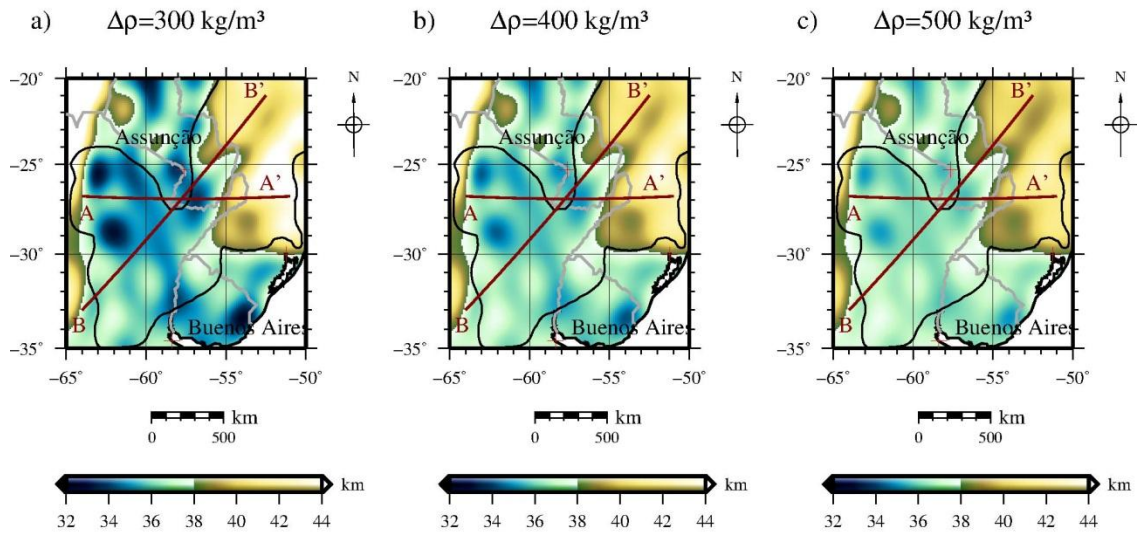 a) Δρ=300 kg/m³
b) Δρ=400 kg/m³
c) Δρ=500 kg/m³
−20° B' N
−25° Assunção
A A'
−30°
B Buenos Aires
−35°
−65° −60° −55° −50°
km
0 500
km
32 34 36 38 40 42 44
−20° B' N
−25° Assunção
A A'
−30°
B Buenos Aires
−35°
−65° −60° −55° −50°
km
0 500
km
32 34 36 38 40 42 44
−20° B' N
−25° Assunção
A A'
−30°
B Buenos Aires
−35°
−65° −60° −55° −50°
km
0 500
km
32 34 36 38 40 42 44